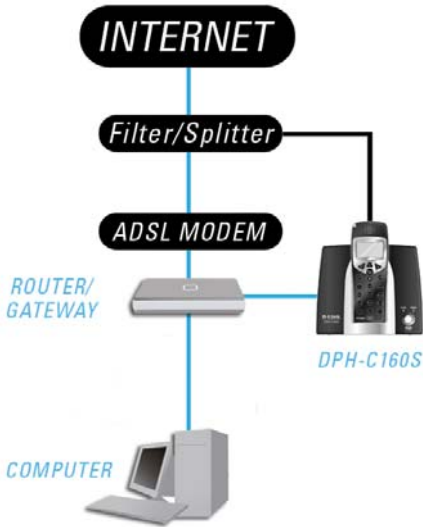 INTERNET
Filter/Splitter
ADSL MODEM
ROUTER/
GATEWAY
DPH-C160S
COMPUTER